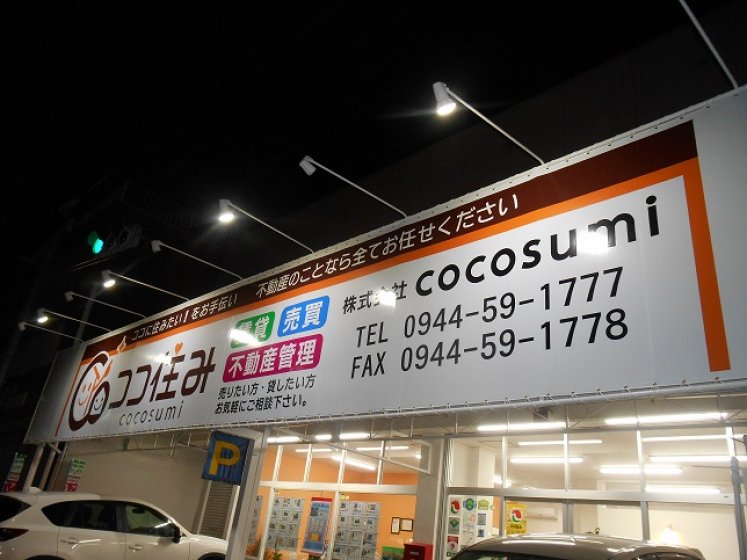 ココに住みたい!をお手伝い 不動産のことなら全てお任せください
ココ住み
cocosumi
賃貸 売買
不動産管理
売りたい方・貸したい方
お気軽にご相談下さい。
株式会社 cocosumi
TEL 0944-59-1777
FAX 0944-59-1778
P